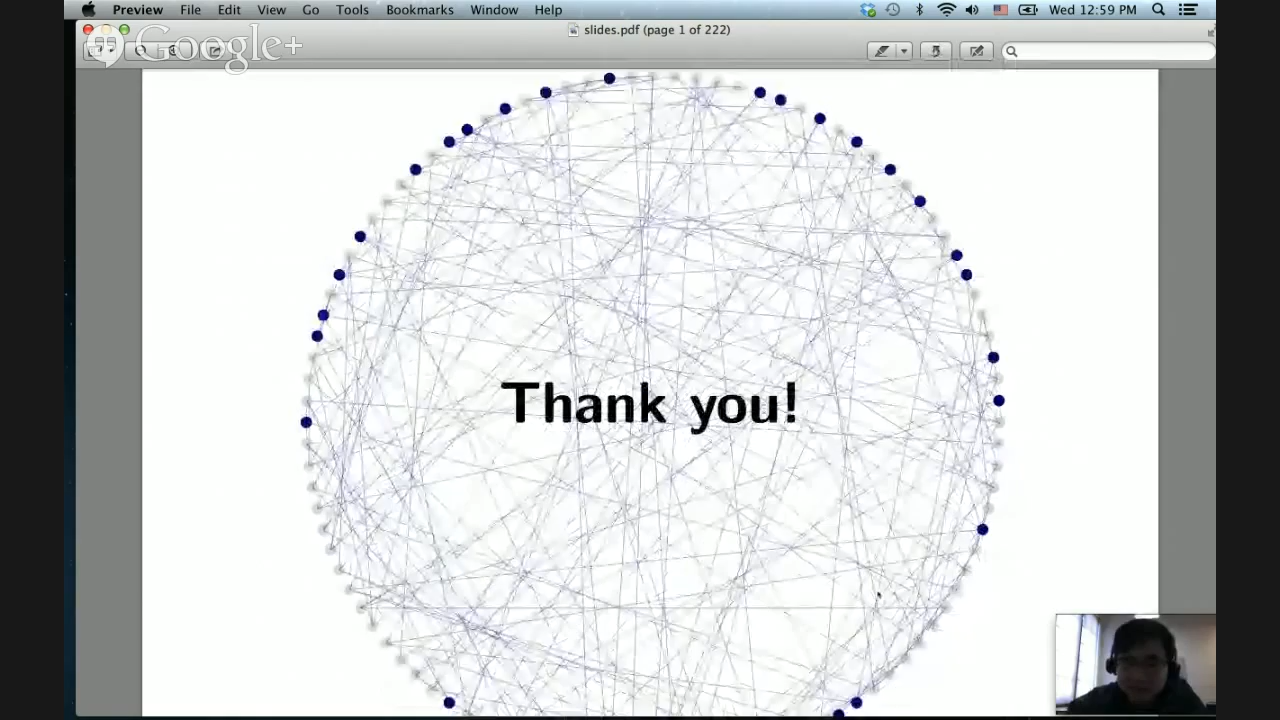 Preview File Edit View Go Tools Bookmarks Window Help Wed 12:59 PM
slides.pdf (page 1 of 222)
Google+
Thank you!